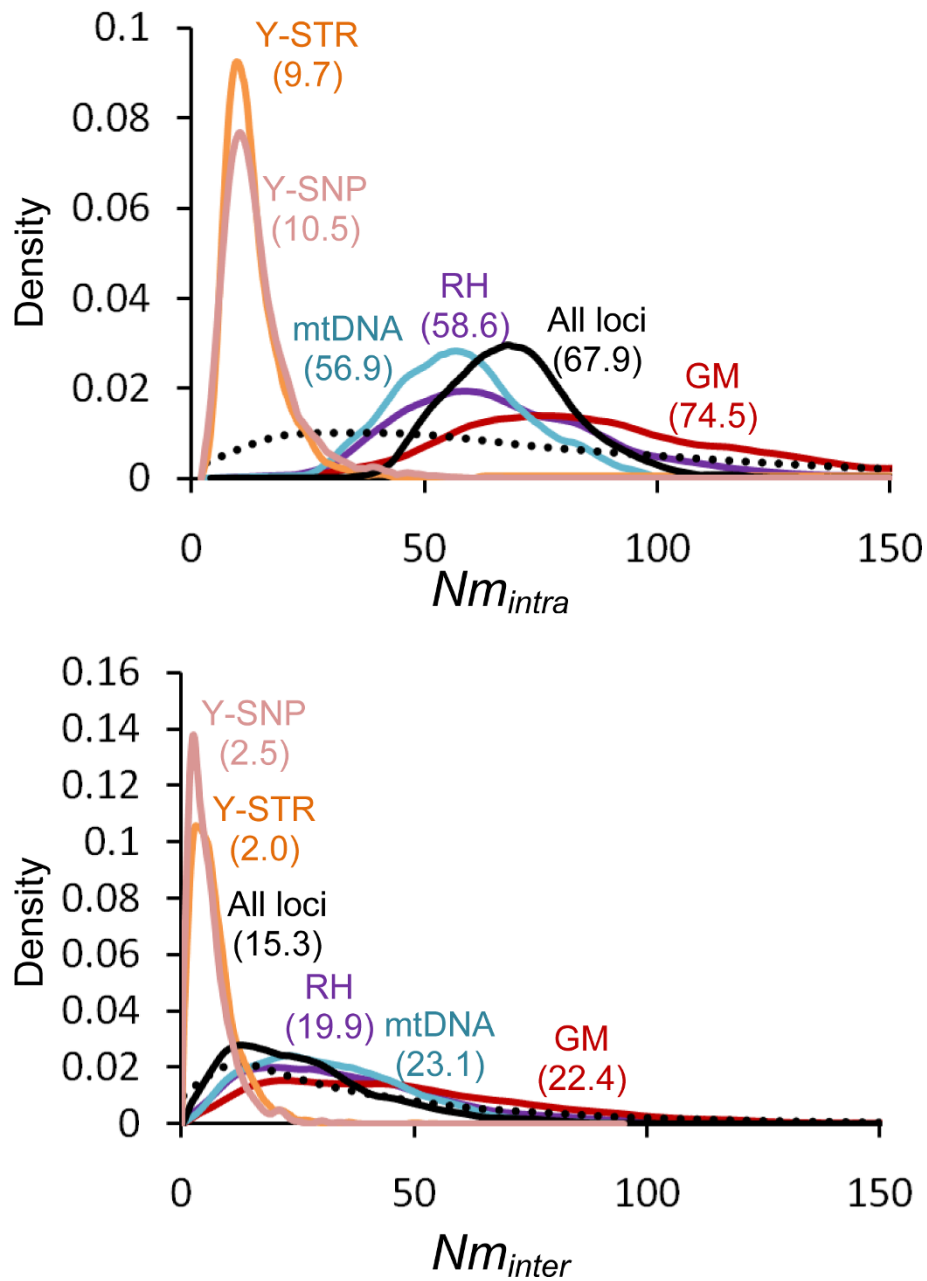 0.1
0.08
0.06
0.04
0.02
0
Density
Y-STR
(9.7)
Y-SNP
(10.5)
mtDNA
(56.9)
RH
(58.6)
All loci
(67.9)
GM
(74.5)
0 50 100 150
Nm intra
0.16
0.14
0.12
0.1
0.08
0.06
0.04
0.02
0
Density
Y-SNP
(2.5)
Y-STR
(2.0)
All loci
(15.3)
RH
(19.9)
mtDNA
(23.1)
GM
(22.4)
0 50 100 150
Nm inter